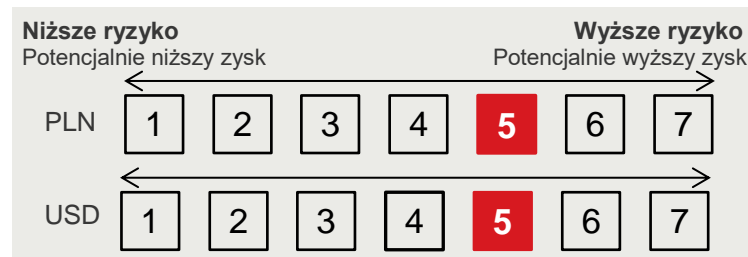 Niższe ryzyko Wyższe ryzyko
Potencjalnie niższy zysk Potencjalnie wyższy zysk
PLN 1 2 3 4 5 6 7
USD 1 2 3 4 5 6 7